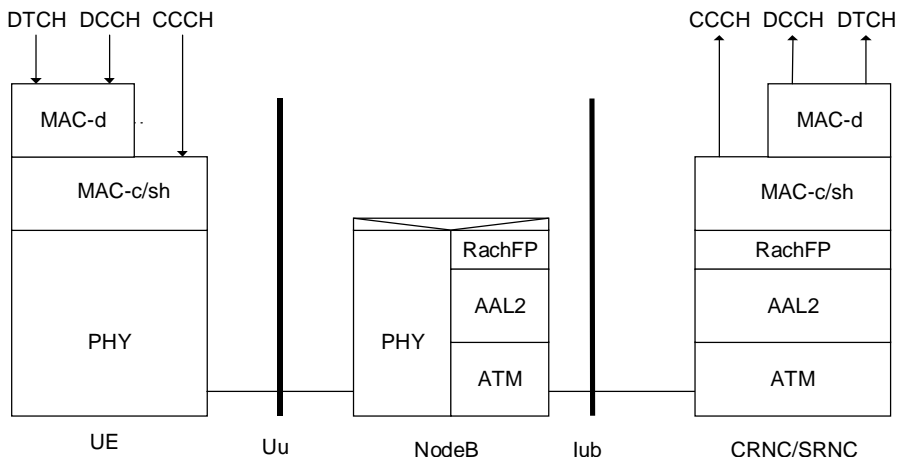 DTCH DCCH CCCH
CCCH DCCH DTCH
MAC-d
MAC-d
MAC-c/sh
MAC-c/sh
RachFP
RachFP
PHY
PHY
AAL2
AAL2
ATM
ATM
UE
Uu
NodeB
Iub
CRNC/SRNC